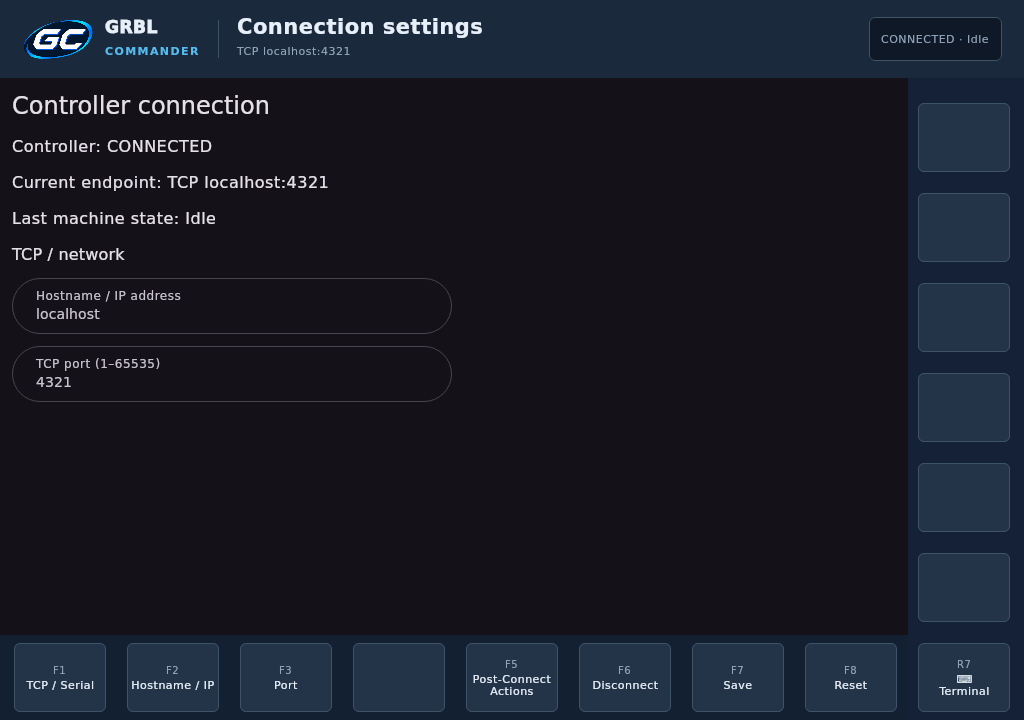 GC
GRBL
COMMANDER
Connection settings
TCP localhost:4321
CONNECTED · Idle
Controller connection
Controller: CONNECTED
Current endpoint: TCP localhost:4321
Last machine state: Idle
TCP / network
Hostname / IP address
localhost
TCP port (1–65535)
4321
F1
TCP / Serial
F2
Hostname / IP
F3
Port
F5
Post-Connect
Actions
F6
Disconnect
F7
Save
F8
Reset
R7
⌨
Terminal